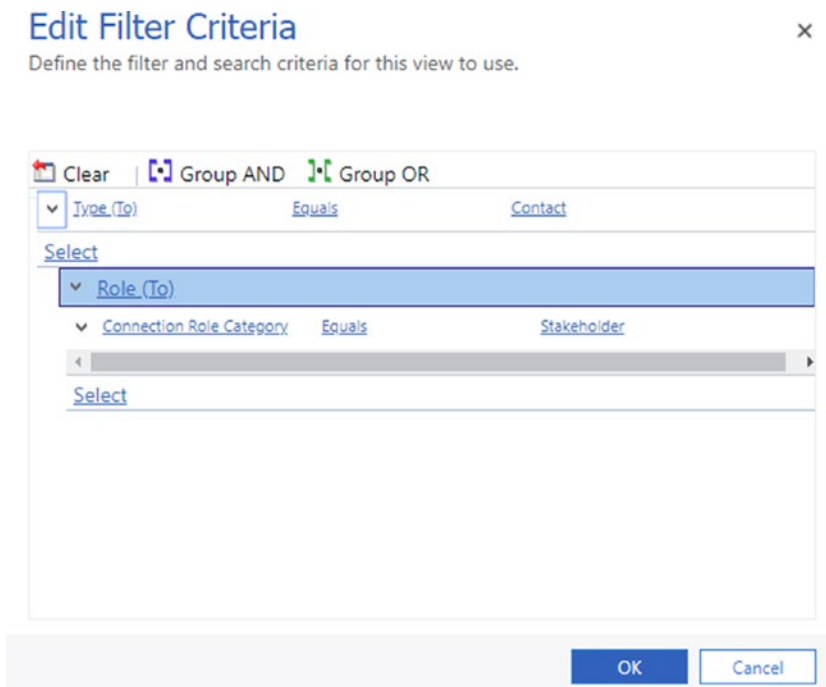 Edit Filter Criteria
Define the filter and search criteria for this view to use.
Clear | Group AND Group OR
Type (To) Equals Contact
Select
Role (To)
Connection Role Category Equals Stakeholder
Select
OK Cancel